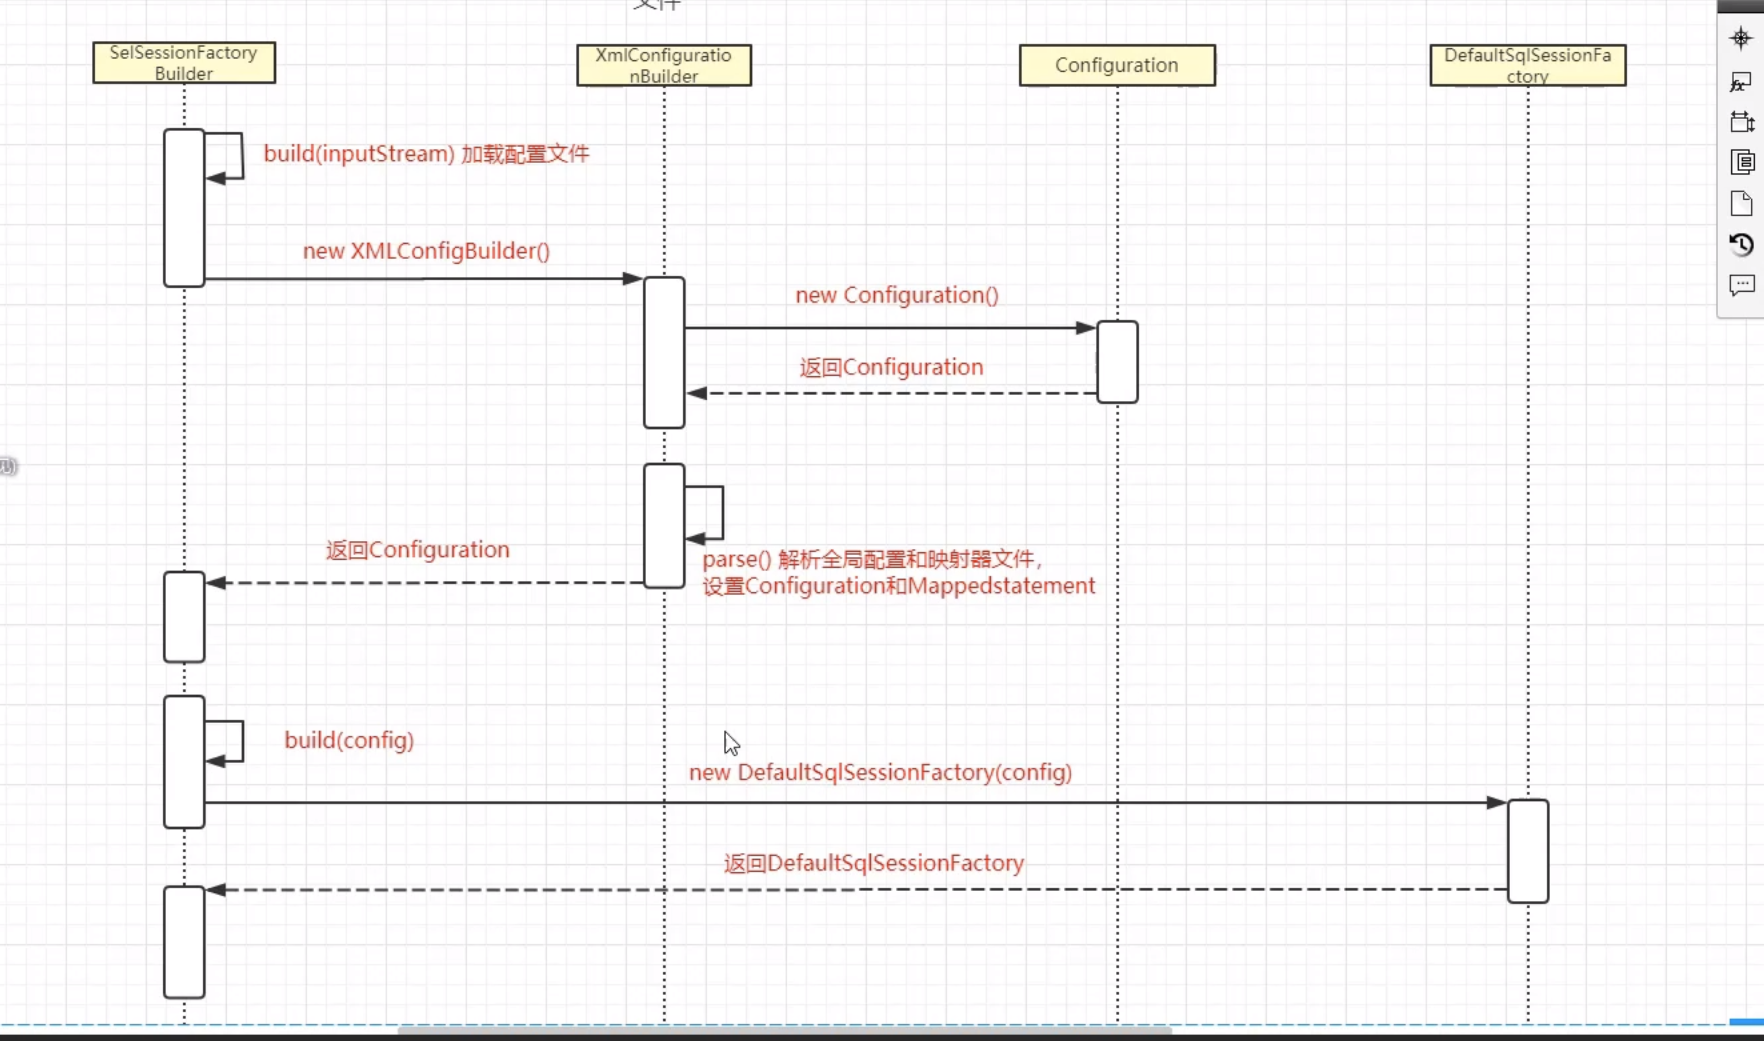 文件
SelSessionFactory
Builder
XmlConfiguratio
nBuilder
Configuration
DefaultSqlSessionFa
ctory
build(inputStream) 加载配置文件
new XMLConfigBuilder()
new Configuration()
返回Configuration
返回Configuration
parse() 解析全局配置和映射器文件,
设置Configuration和Mappedstatement
build(config)
new DefaultSqlSessionFactory(config)
返回DefaultSqlSessionFactory